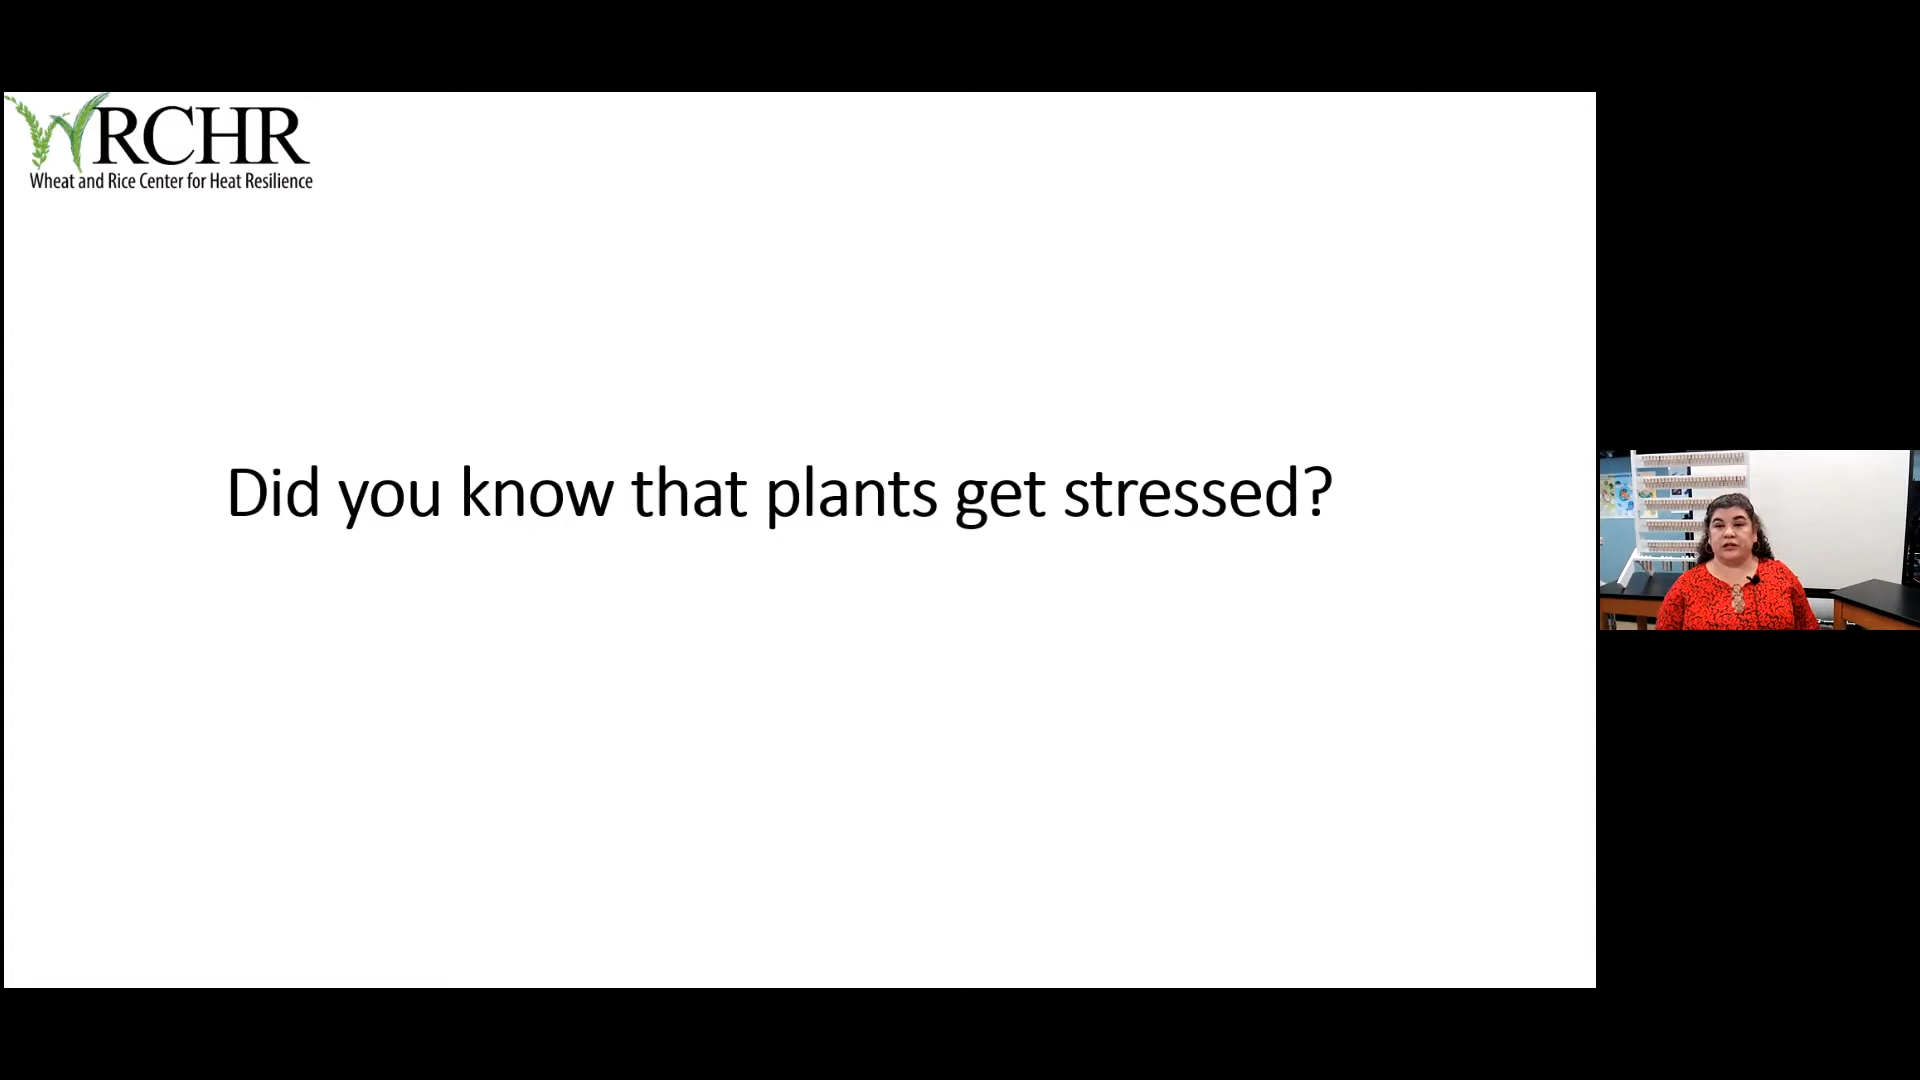 WRCHR
Wheat and Rice Center for Heat Resilience
Did you know that plants get stressed?